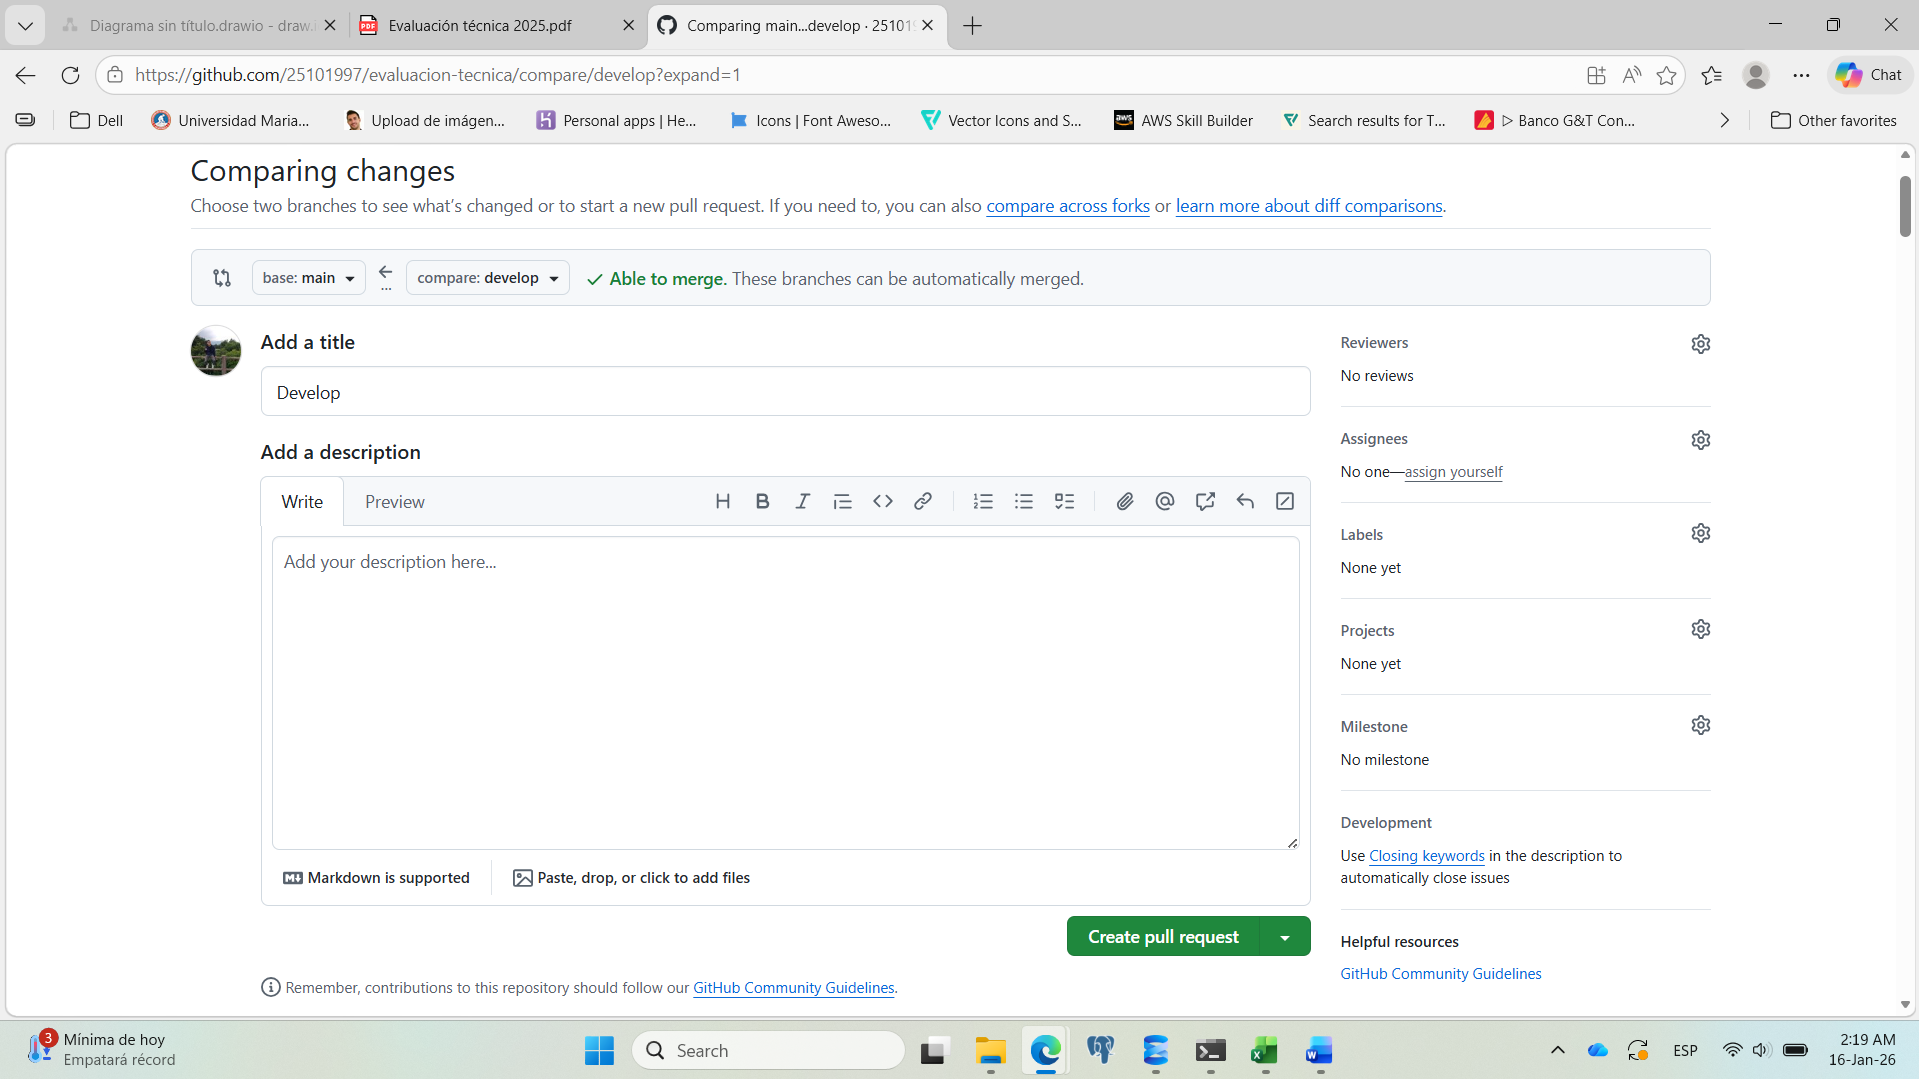 Diagrama sin título.drawio - draw.i
Evaluación técnica 2025.pdf
Comparing main...develop · 25101
https://github.com/25101997/evaluacion-tecnica/compare/develop?expand=1
Chat
Dell
Universidad Maria...
Upload de imágen...
Personal apps | He...
Icons | Font Aweso...
Vector Icons and S...
aws
AWS Skill Builder
Search results for T...
▷ Banco G&T Con...
Other favorites
Comparing changes
Choose two branches to see what's changed or to start a new pull request. If you need to, you can also compare across forks or learn more about diff comparisons.
base: main
...
compare: develop
Able to merge. These branches can be automatically merged.
Add a title
Develop
Add a description
Write
Preview
Add your description here...
Markdown is supported
Paste, drop, or click to add files
Create pull request
Remember, contributions to this repository should follow our GitHub Community Guidelines.
Reviewers
No reviews
Assignees
No one—assign yourself
Labels
None yet
Projects
None yet
Milestone
No milestone
Development
Use Closing keywords in the description to
automatically close issues
Helpful resources
GitHub Community Guidelines
3
Mínima de hoy
Empatará récord
Search
ESP
2:19 AM
16-Jan-26